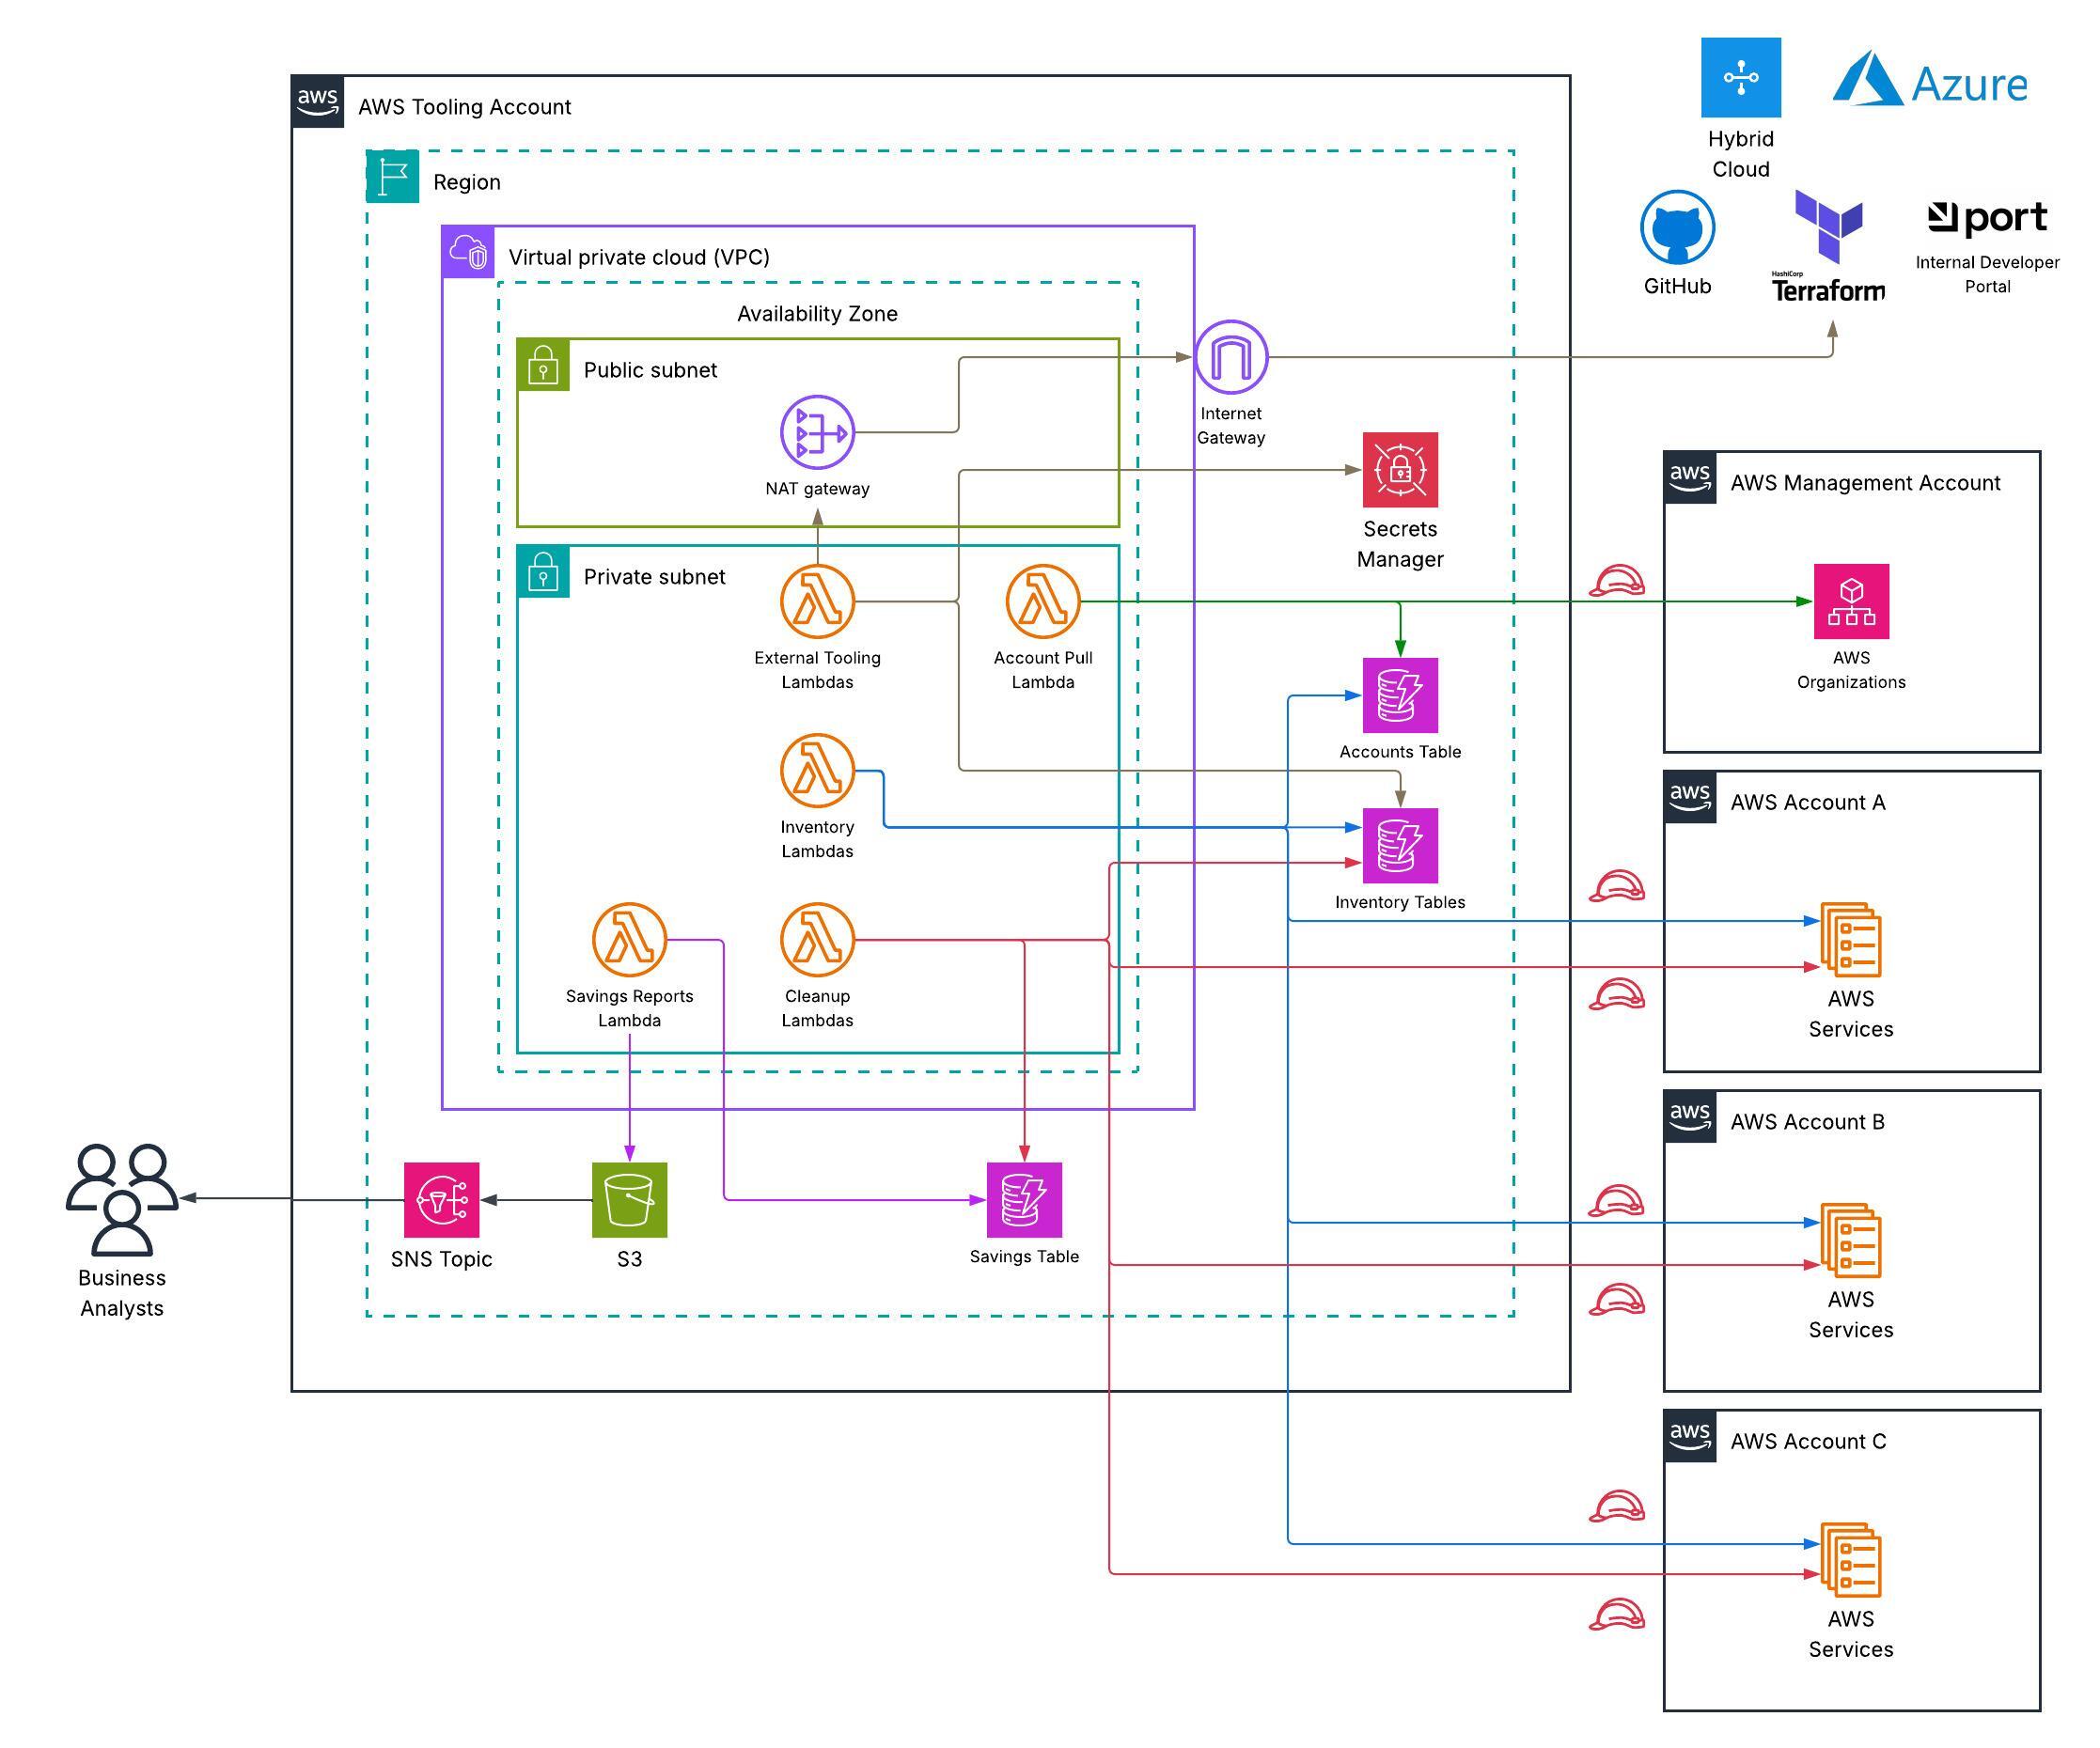 aws
AWS Tooling Account
Region
Virtual private cloud (VPC)
Availability Zone
Public subnet
NAT gateway
Internet
Gateway
Private subnet
External Tooling
Lambdas
Account Pull
Lambda
Inventory
Lambdas
Savings Reports
Lambda
Cleanup
Lambdas
Secrets
Manager
Accounts Table
Inventory Tables
Savings Table
S3
SNS Topic
Business
Analysts
Hybrid
Cloud
Azure
GitHub
HashiCorp
Terraform
port
Internal Developer
Portal
aws
AWS Management Account
AWS
Organizations
aws
AWS Account A
AWS
Services
aws
AWS Account B
AWS
Services
aws
AWS Account C
AWS
Services